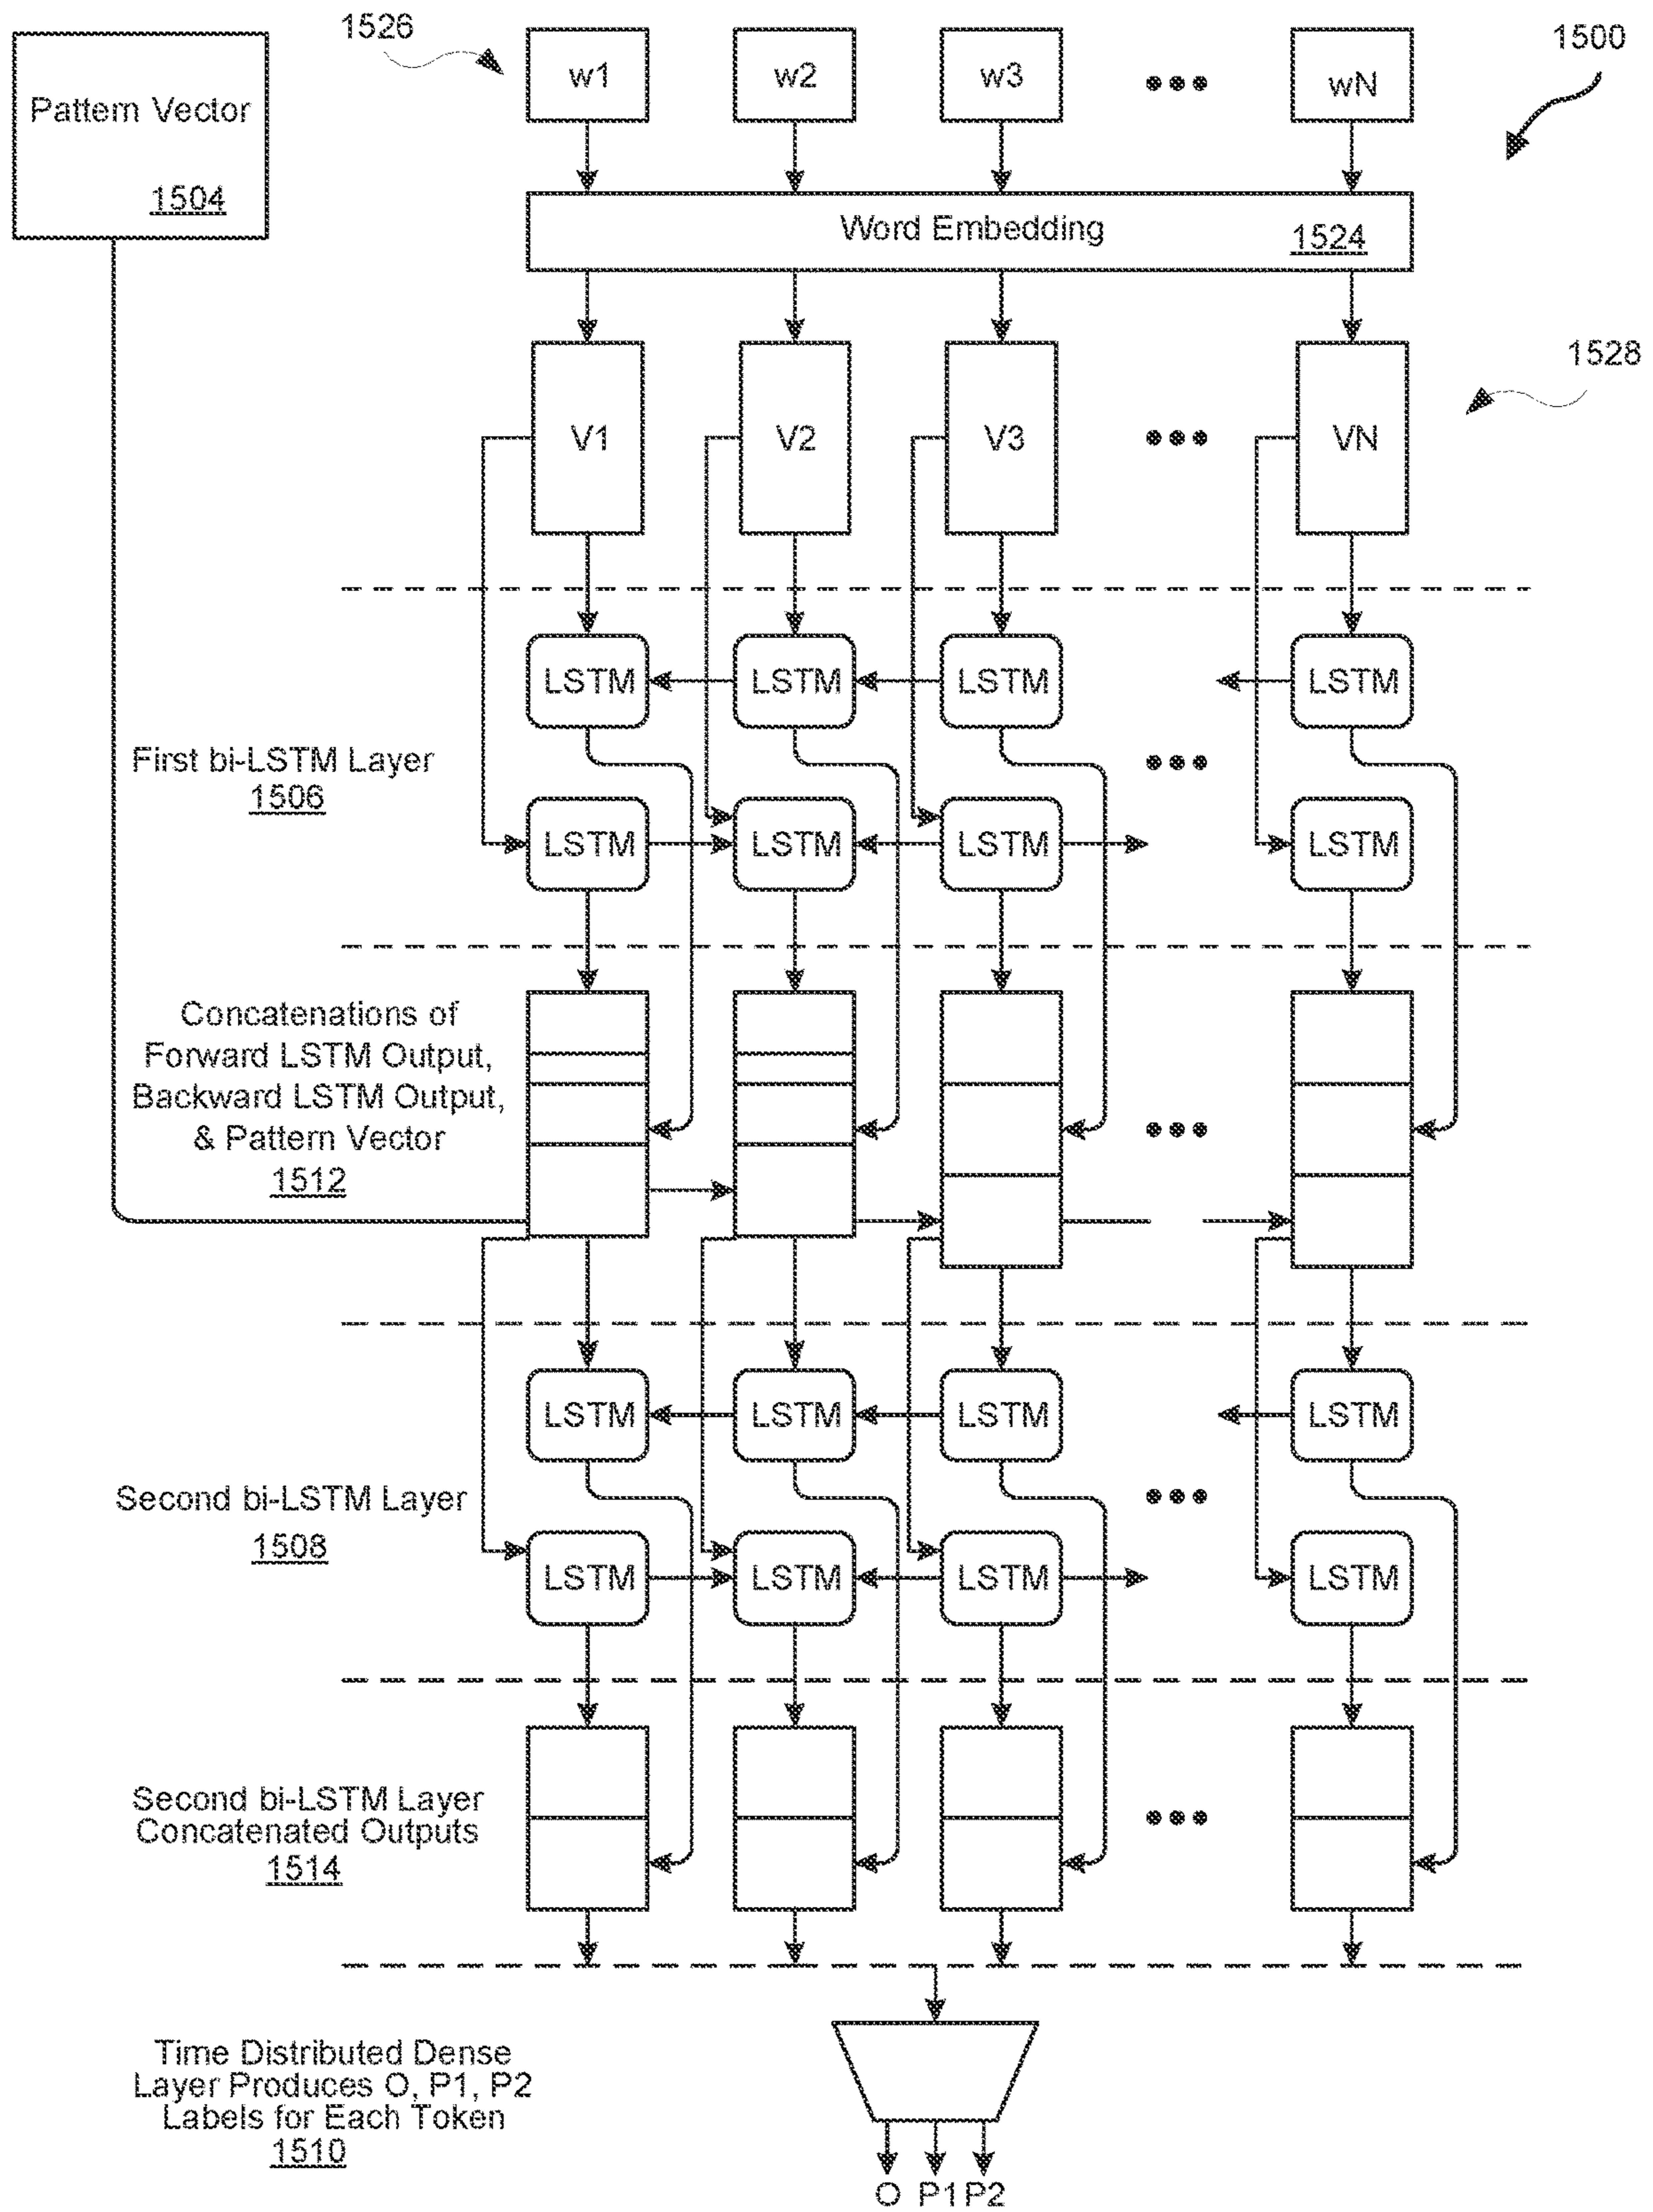 1526
w1 w2 w3 wN
1500
Pattern Vector
1504
Word Embedding 1524
1528
V1 V2 V3 VN
LSTM LSTM LSTM LSTM
First bi-LSTM Layer
1506
LSTM LSTM LSTM LSTM
Concatenations of
Forward LSTM Output,
Backward LSTM Output,
& Pattern Vector
1512
LSTM LSTM LSTM LSTM
Second bi-LSTM Layer
1508
LSTM LSTM LSTM LSTM
Second bi-LSTM Layer
Concatenated Outputs
1514
Time Distributed Dense
Layer Produces O, P1, P2
Labels for Each Token
1510
O P1 P2